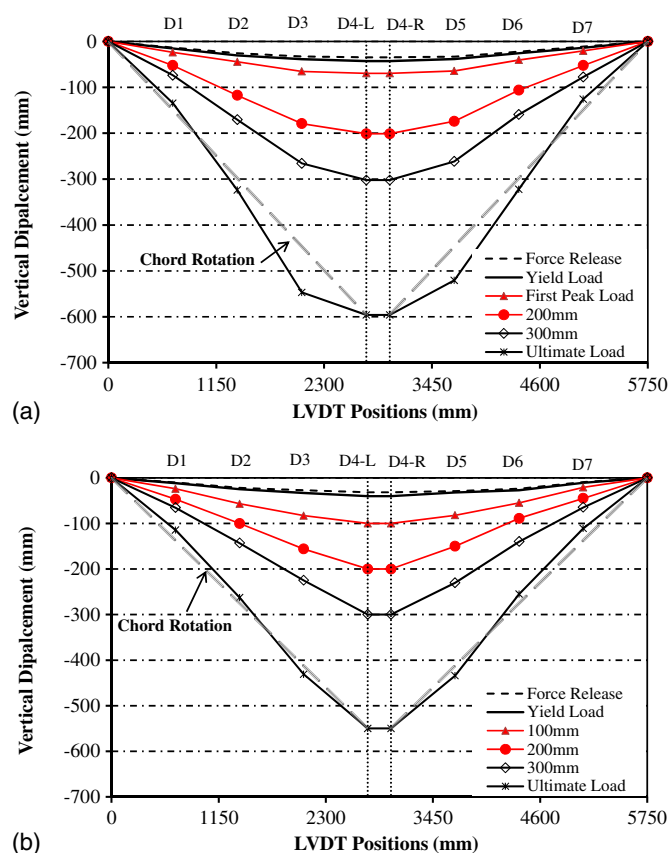 D1 D2 D3 D4-L D4-R D5 D6 D7
0
-100
-200
-300
-400
-500
-600
-700
Vertical Dipalcement (mm)
Chord Rotation
Force Release
Yield Load
First Peak Load
200mm
300mm
Ultimate Load
0 1150 2300 3450 4600 5750
(a)
LVDT Positions (mm)
D1 D2 D3 D4-L D4-R D5 D6 D7
0
-100
-200
-300
-400
-500
-600
-700
Vertical Dipalcement (mm)
Chord Rotation
Force Release
Yield Load
100mm
200mm
300mm
Ultimate Load
0 1150 2300 3450 4600 5750
(b)
LVDT Positions (mm)